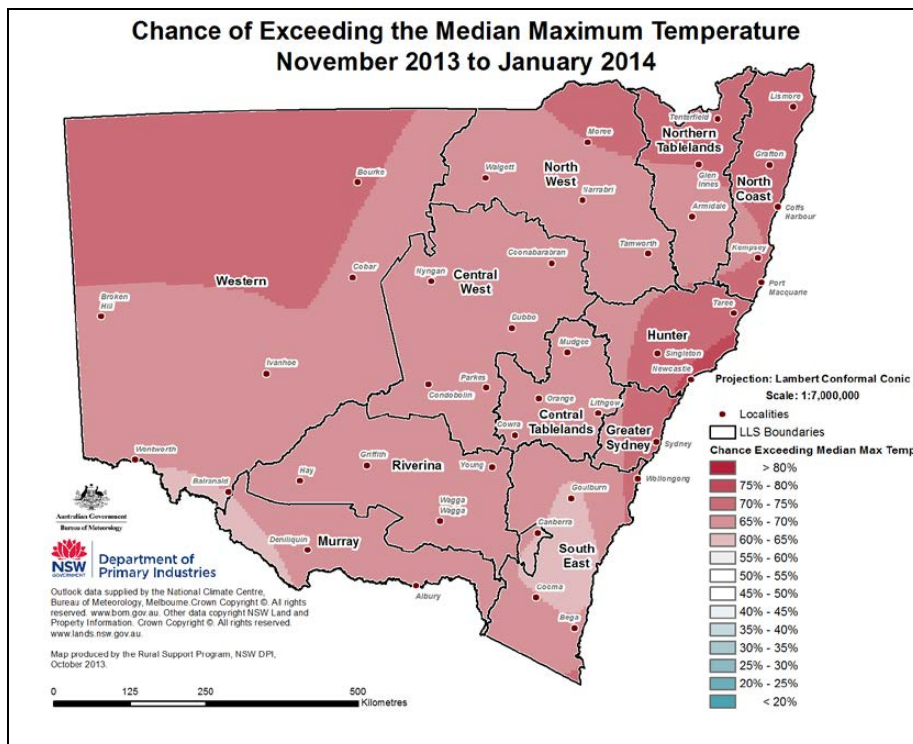 Chance of Exceeding the Median Maximum Temperature
November 2013 to January 2014
Lismore
Tenterfield
Northern
Tablelands
Moree
Grafton
Glen
Innes
North
Coast
Bourke
Walgett
North
West
Narrabri
Armidale
Coffs
Harbour
Tamworth
Kempsey
Coonabarabran
Cobar
Nyngan
Central
West
Western
Port
Macquarie
Broken
Hill
Taree
Dubbo
Hunter
Mudgee
Singleton
Newcastle
Ivanhoe
Parkes
Condobolin
Orange
Lithgow
Central
Tablelands
Cowra
Greater
Sydney
Sydney
Griffith
Riverina
Young
Wentworth
Hay
Balranald
Goulburn
Wollongong
Wagga
Wagga
Canberra
South
East
Deniliquin
Murray
Cooma
Albury
Bega
Projection: Lambert Conformal Conic
Scale: 1:7,000,000
Localities
LLS Boundaries
Chance Exceeding Median Max Temp
> 80%
75% - 80%
70% - 75%
65% - 70%
60% - 65%
55% - 60%
50% - 55%
45% - 50%
40% - 45%
35% - 40%
30% - 35%
25% - 30%
20% - 25%
< 20%
Australian Government
Bureau of Meteorology
NSW
GOVERNMENT
Department of
Primary Industries
Outlook data supplied by the National Climate Centre,
Bureau of Meteorology, Melbourne.Crown Copyright ©. All rights
reserved. www.bom.gov.au. Other data copyright NSW Land and
Property Information. Crown Copyright ©. All rights reserved.
www.lands.nsw.gov.au.
Map produced by the Rural Support Program, NSW DPI,
October 2013.
0 125 250 500
Kilometres